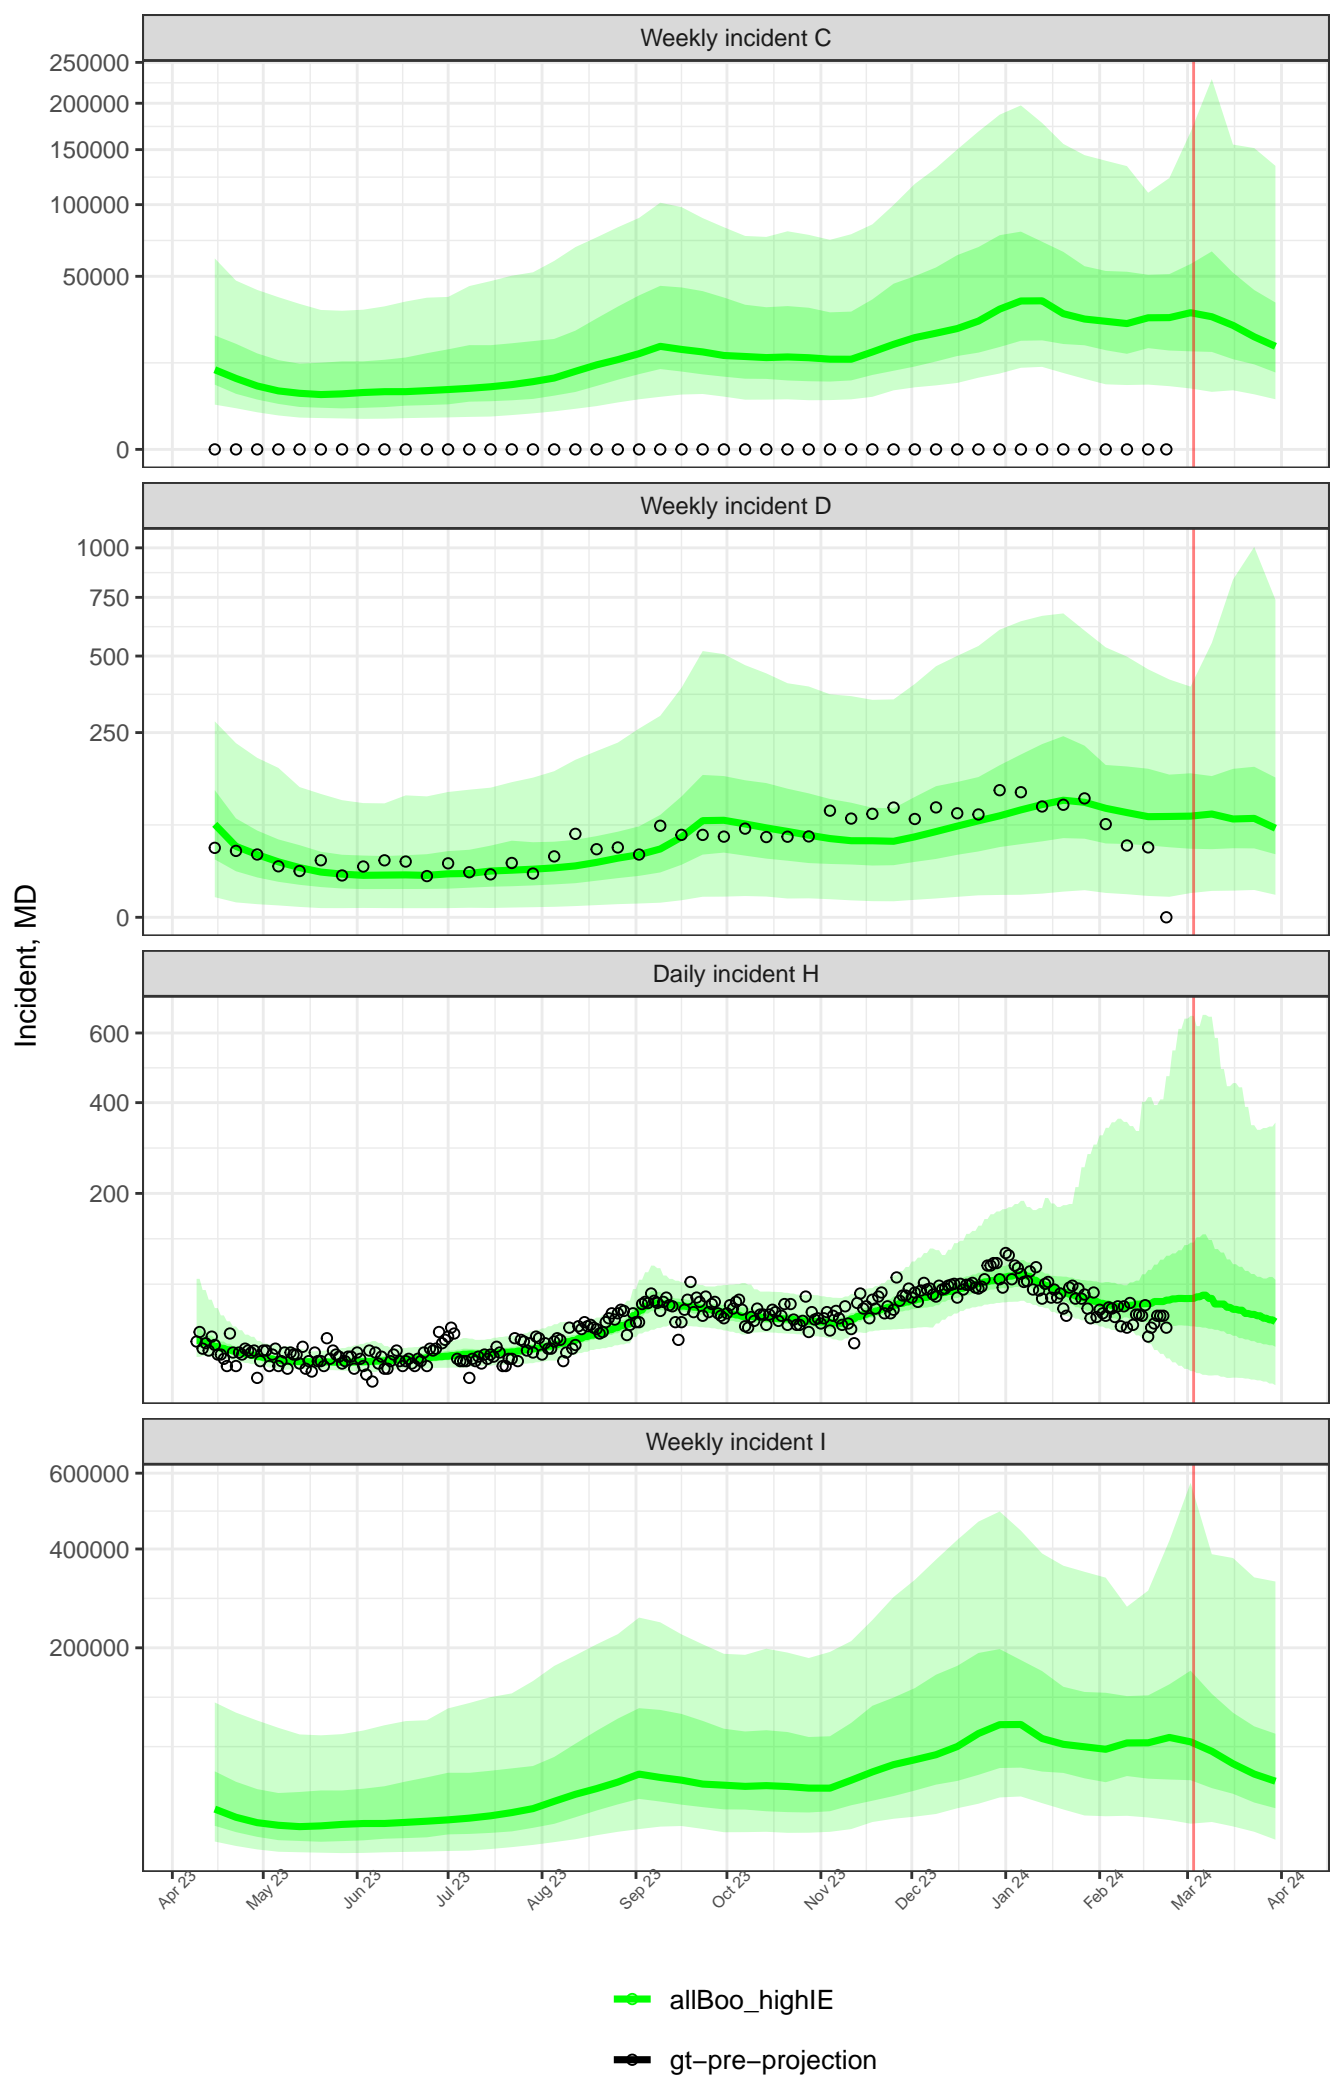 Weekly incident C
250000
200000
150000
100000
50000
0
Weekly incident D
1000
750
500
250
0
Incident, MD
Daily incident H
600
400
200
Weekly incident I
600000
400000
200000
Apr 23
May 23
Jun 23
Jul 23
Aug 23
Sep 23
Oct 23
Nov 23
Dec 23
Jan 24
Feb 24
Mar 24
Apr 24
allBoo_highIE
gt−pre−projection